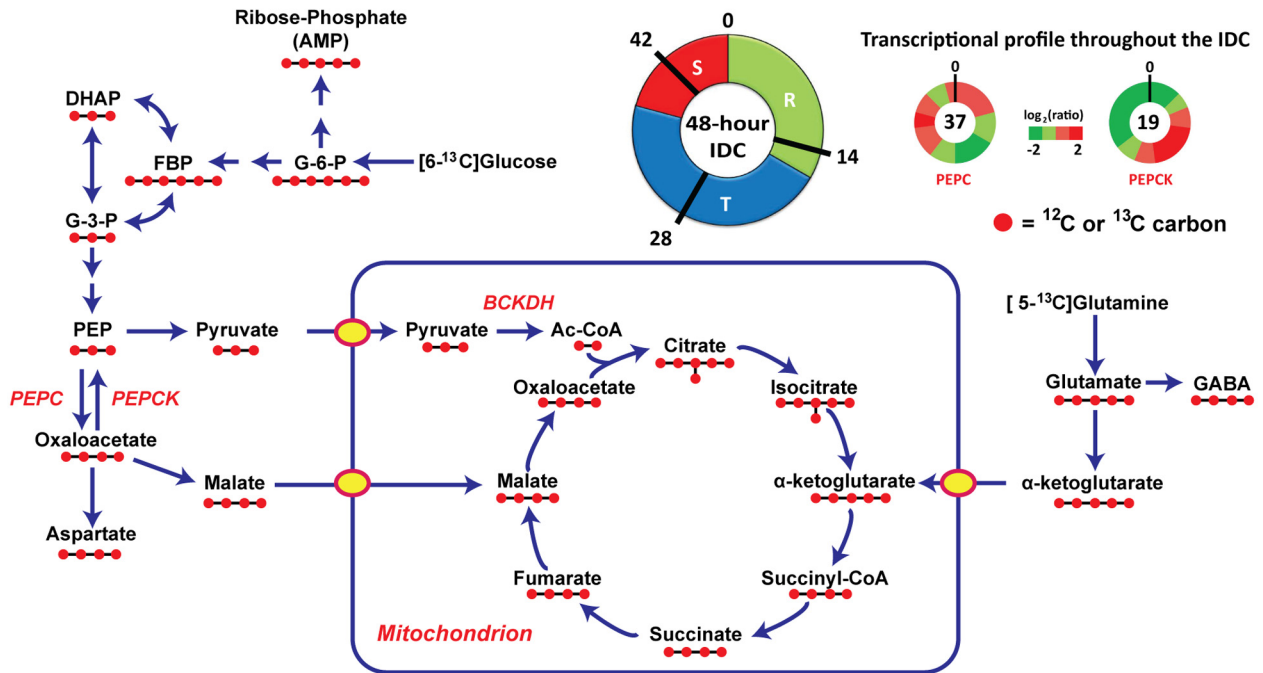 Ribose-Phosphate
(AMP)
DHAP
FBP
G-6-P
[6-¹³C]Glucose
G-3-P
PEP
Pyruvate
PEPC
PEPCK
Oxaloacetate
Malate
Aspartate
0
42
S
R
48-hour
IDC
14
T
28
Transcriptional profile throughout the IDC
0
37
PEPC
log₂(ratio)
-2 2
0
19
PEPCK
= ¹²C or ¹³C carbon
BCKDH
Pyruvate
Ac-CoA
Citrate
Oxaloacetate
Isocitrate
Malate
α-ketoglutarate
Fumarate
Succinyl-CoA
Succinate
Mitochondrion
[ 5-¹³C]Glutamine
Glutamate
GABA
α-ketoglutarate